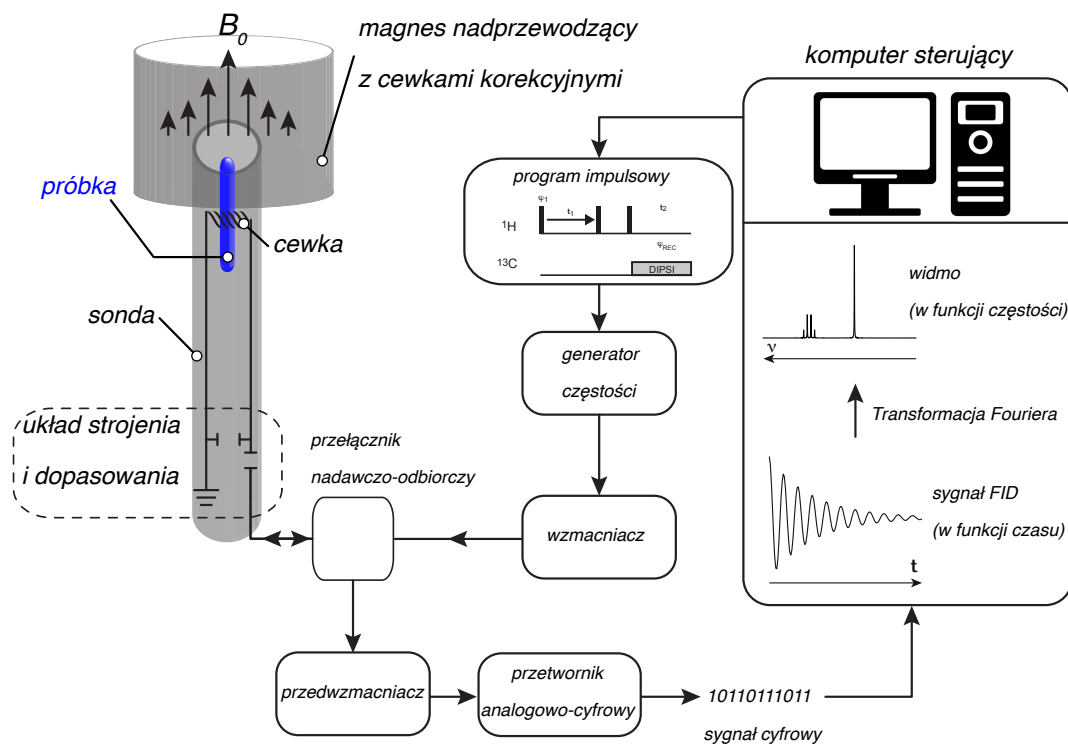 B₀
magnes nadprzewodzący
z cewkami korekcyjnymi
próbka
cewka
sonda
układ strojenia
i dopasowania
przełącznik
nadawczo-odbiorczy
komputer sterujący
program impulsowy
φ1
t₁
t₂
¹H
φREC
¹³C
DIPSI
generator
częstości
wzmacniacz
przedwzmacniacz
przetwornik
analogowo-cyfrowy
10110111011
sygnał cyfrowy
widmo
(w funkcji częstości)
ν
Transformacja Fouriera
sygnał FID
(w funkcji czasu)
t